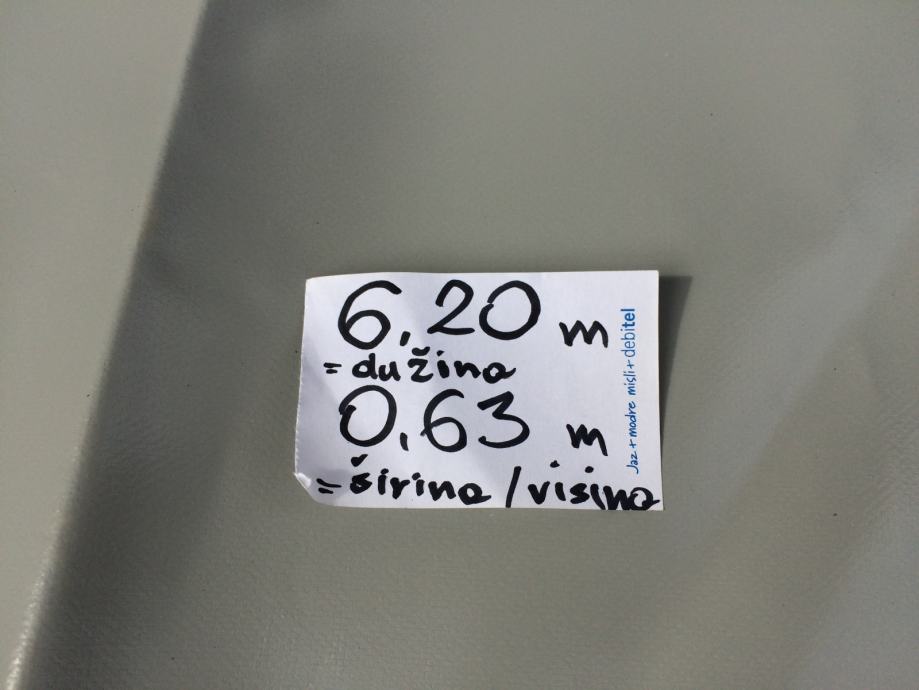 6,20 m
= dužina
0,63 m
= širina / visina
Jaz + modre misli + debitel